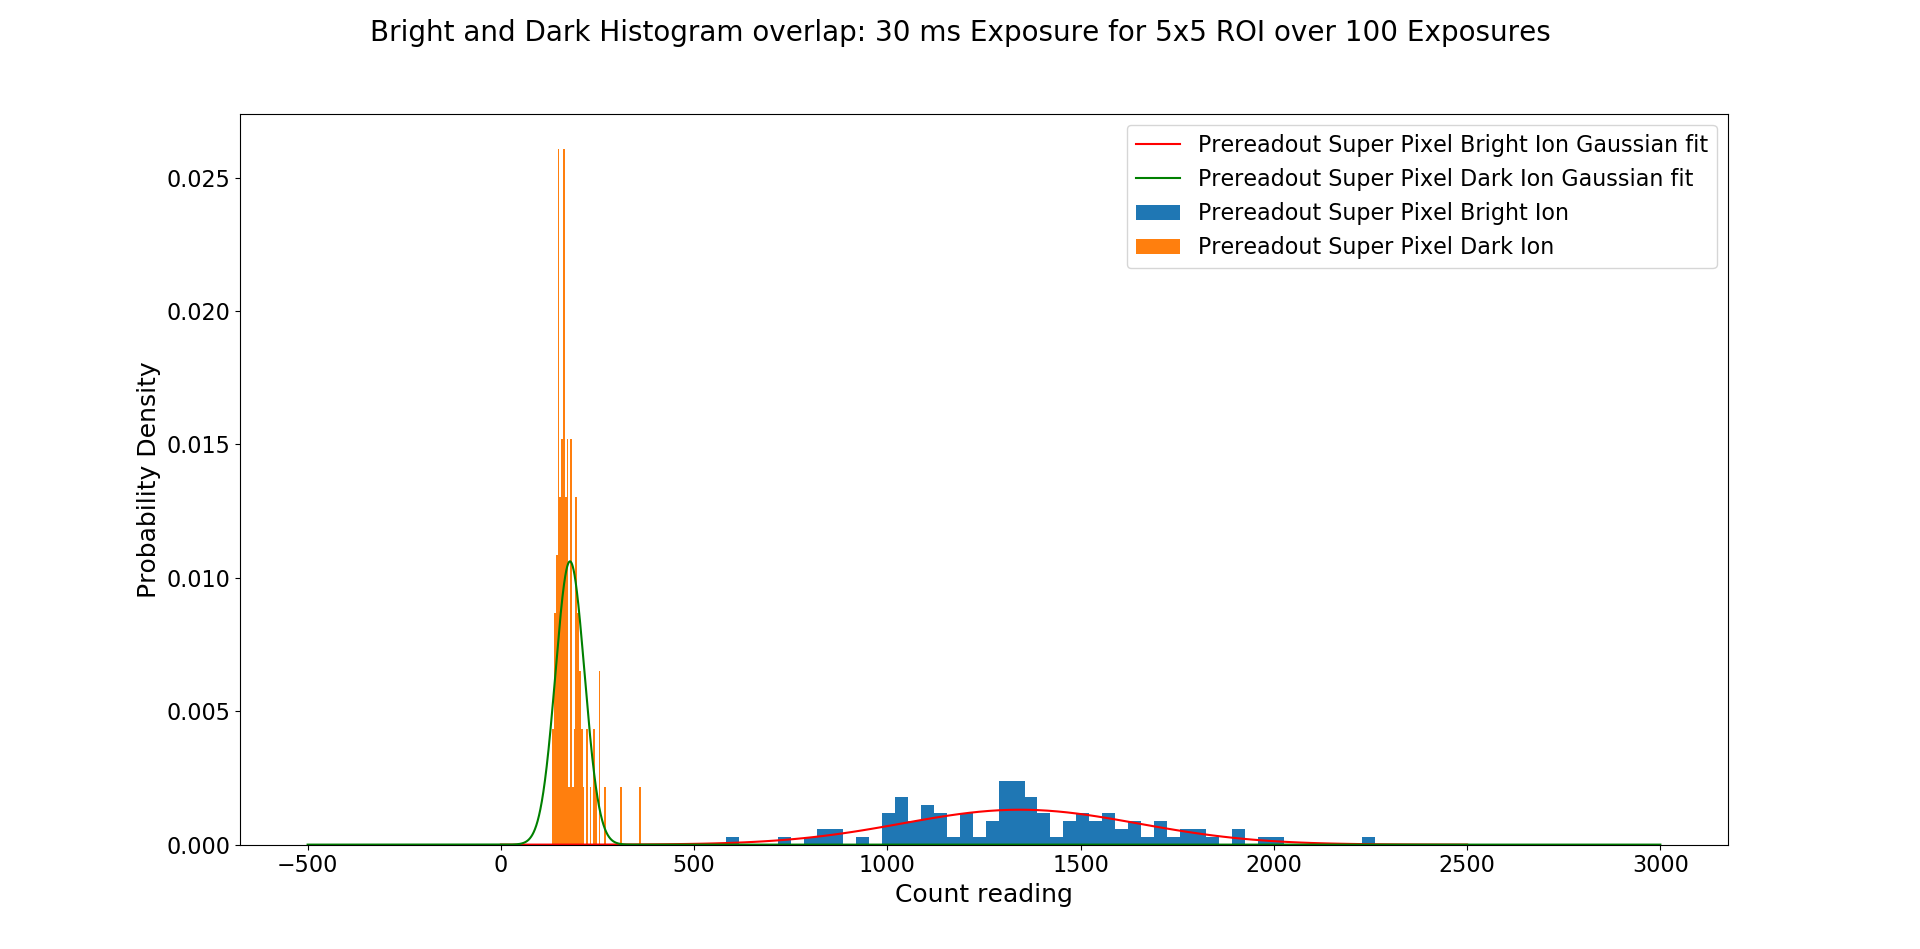 Bright and Dark Histogram overlap: 30 ms Exposure for 5x5 ROI over 100 Exposures
Prereadout Super Pixel Bright Ion Gaussian fit
Prereadout Super Pixel Dark Ion Gaussian fit
Prereadout Super Pixel Bright Ion
Prereadout Super Pixel Dark Ion
Probability Density
0.025
0.020
0.015
0.010
0.005
0.000
−500 0 500 1000 1500 2000 2500 3000
Count reading